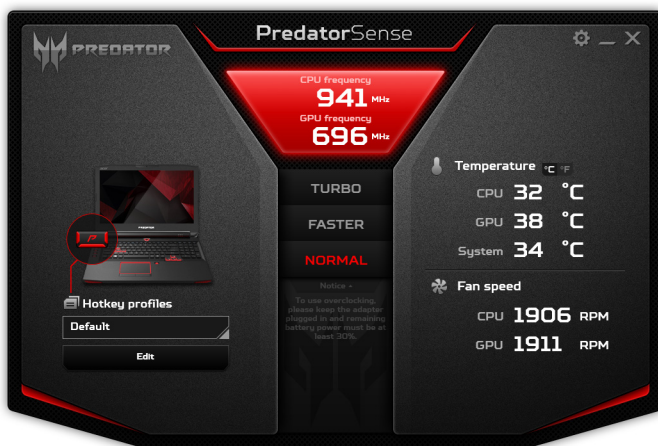 PredatorSense
PREDATOR
CPU frequency
941 MHz
GPU frequency
696 MHz
TURBO
FASTER
NORMAL
Notice
To use overclocking,
please keep the adapter
plugged in and remaining
battery power must be at
least 30%.
Hotkey profiles
Default
Edit
Temperature °C °F
CPU 32 °C
GPU 38 °C
System 34 °C
Fan speed
CPU 1906 RPM
GPU 1911 RPM